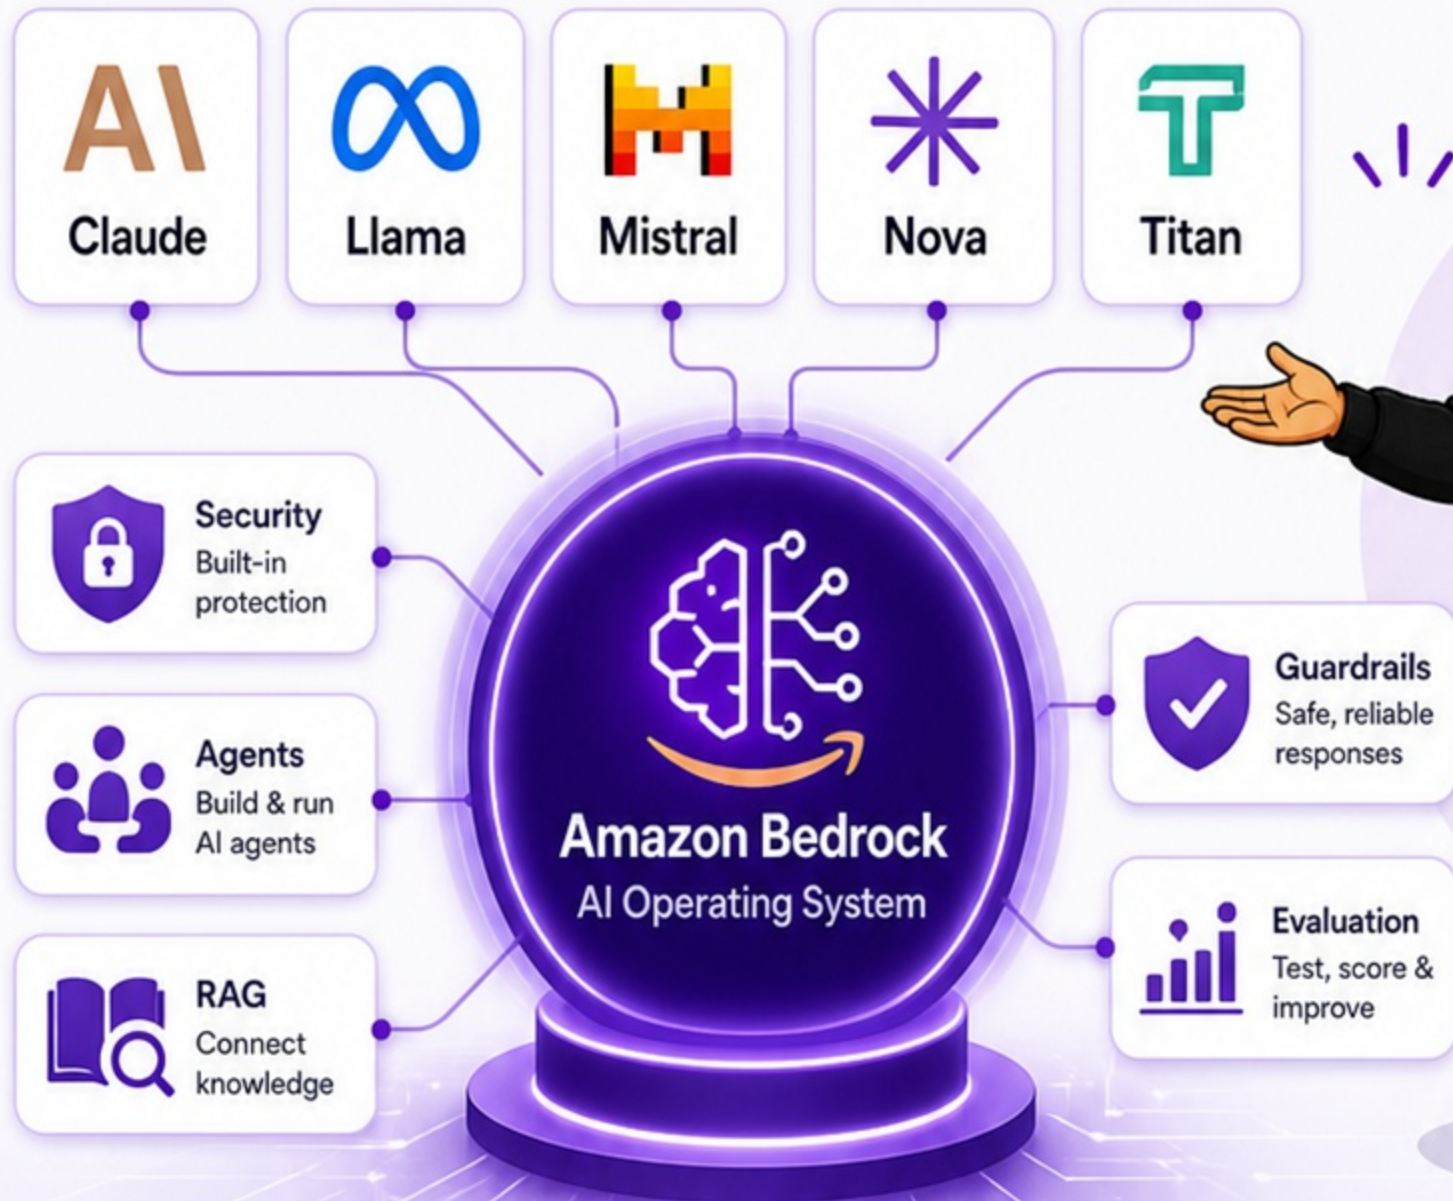 Claude
Llama
Mistral
Nova
Titan
Security
Built-in
protection
Agents
Build & run
AI agents
RAG
Connect
knowledge
Amazon Bedrock
AI Operating System
Guardrails
Safe, reliable
responses
Evaluation
Test, score &
improve